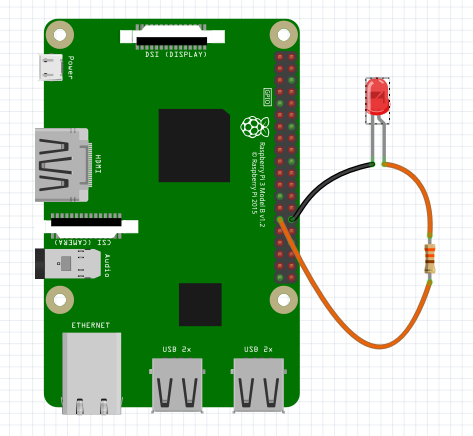 DSI (DISPLAY)
Power
GPIO
HDMI
Raspberry Pi 3 Model B v1.2
© Raspberry Pi 2015
CSI (CAMERA)
Audio
ETHERNET
USB 2x
USB 2x